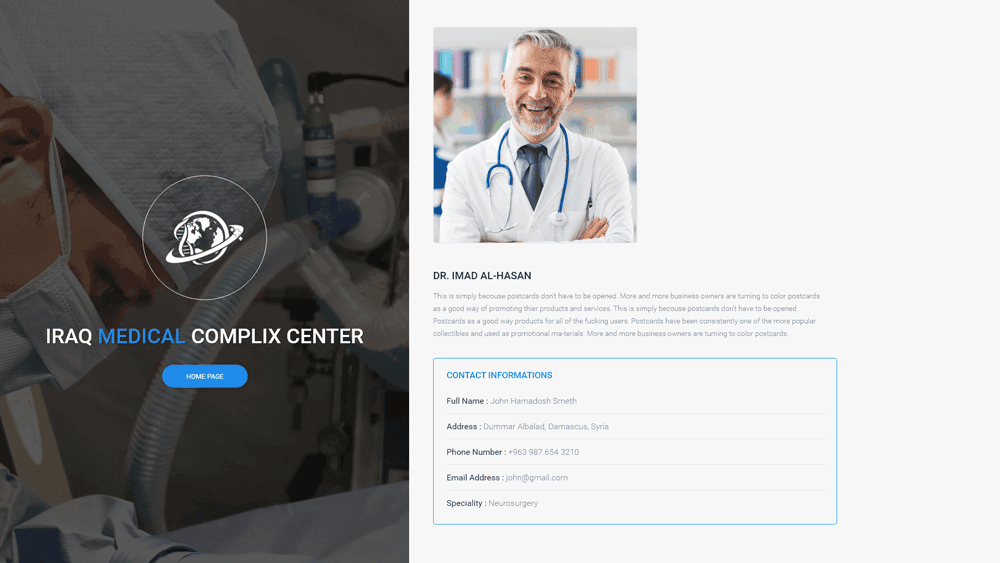 IRAQ MEDICAL COMPLIX CENTER
HOME PAGE
DR. IMAD AL-HASAN
This is simply becouse postcards don't have to be opened. More and more business owners are turning to color postcards
as a good way of promoting thier products and services. This is simply becouse postcards don't have to be opened.
Postcards as a good way products for all of the fucking users. Postcards have been consistently one of the more popular
collectibles and used as promotional ma-terials. More and more business owners are turning to color postcards.
CONTACT INFORMATIONS
Full Name : John Hamadosh Smeth
Address : Dummar Albalad, Damascus, Syria
Phone Number : +963 987 654 3210
Email Address : john@gmail.com
Speciality : Neurosurgery